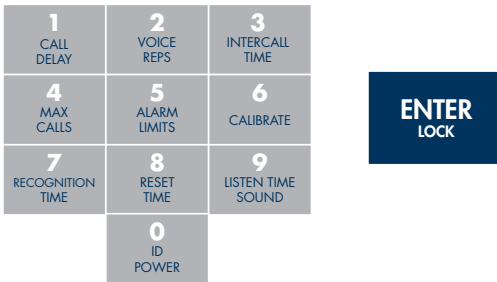 1
CALL
DELAY
2
VOICE
REPS
3
INTERCALL
TIME
4
MAX
CALLS
5
ALARM
LIMITS
6
CALIBRATE
7
RECOGNITION
TIME
8
RESET
TIME
9
LISTEN TIME
SOUND
0
ID
POWER
ENTER
LOCK